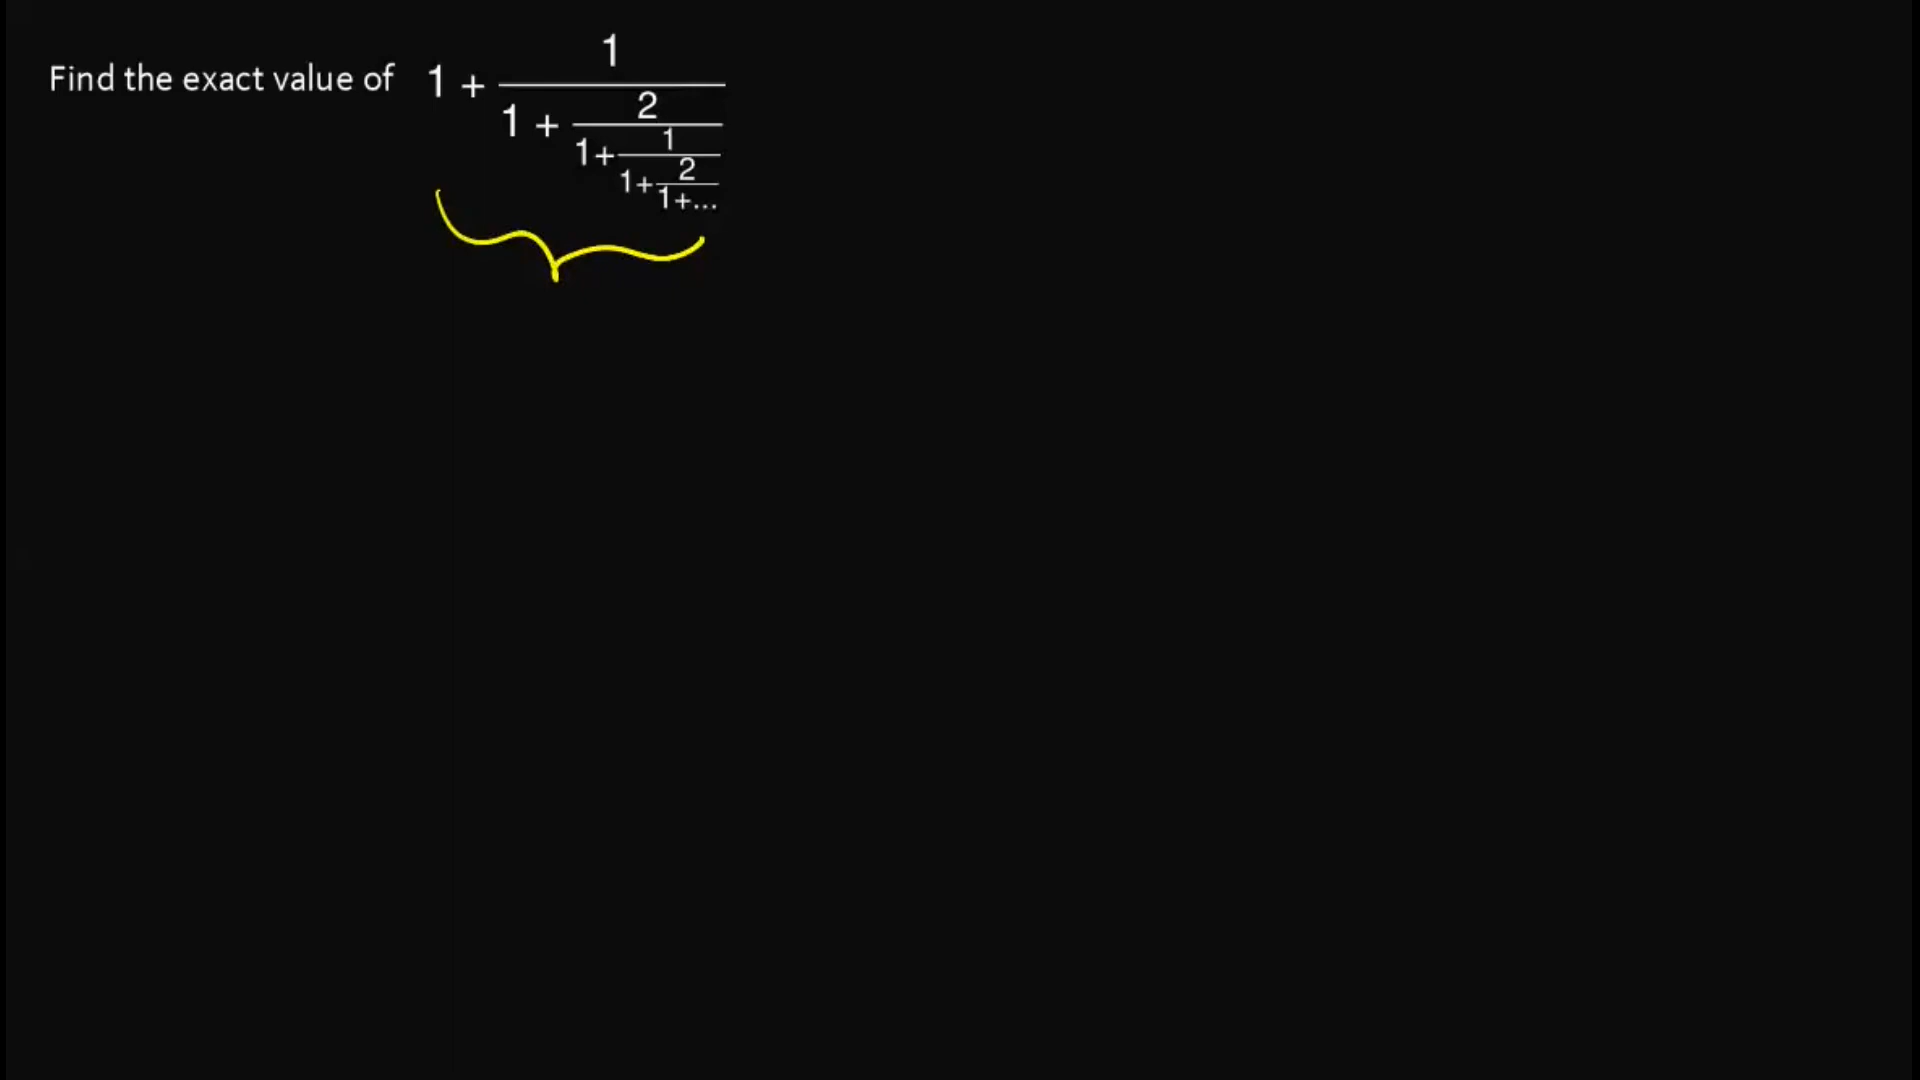 Find the exact value of 1 + 1
1 + 2
1+ 1
1+ 2
1+...